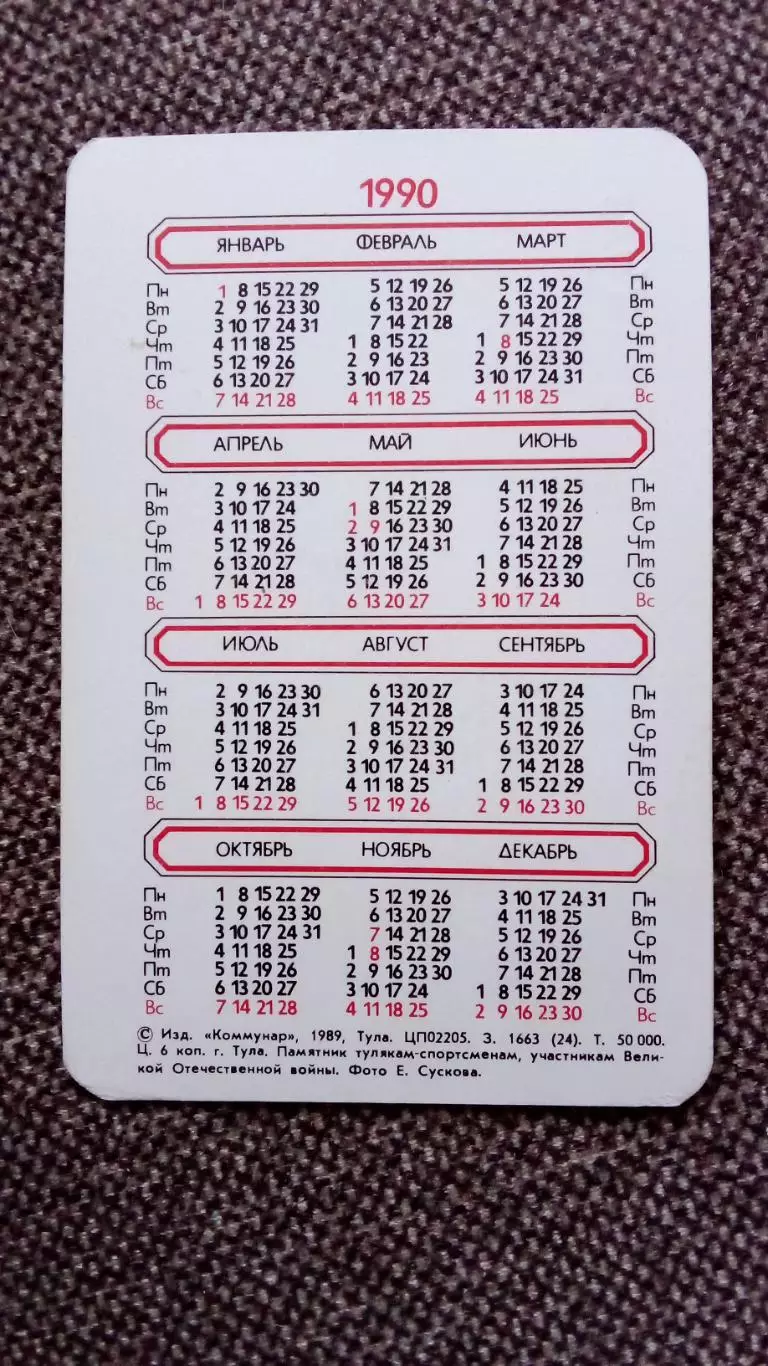 1990
ЯНВАРЬ ФЕВРАЛЬ МАРТ
Пн 1 8 15 22 29 5 12 19 26 5 12 19 26 Пн
Вт 2 9 16 23 30 6 13 20 27 6 13 20 27 Вт
Ср 3 10 17 24 31 7 14 21 28 7 14 21 28 Ср
Чт 4 11 18 25 1 8 15 22 1 8 15 22 29 Чт
Пт 5 12 19 26 2 9 16 23 2 9 16 23 30 Пт
Сб 6 13 20 27 3 10 17 24 3 10 17 24 31 Сб
Вс 7 14 21 28 4 11 18 25 4 11 18 25 Вс
АПРЕЛЬ МАЙ ИЮНЬ
Пн 2 9 16 23 30 7 14 21 28 4 11 18 25 Пн
Вт 3 10 17 24 1 8 15 22 29 5 12 19 26 Вт
Ср 4 11 18 25 2 9 16 23 30 6 13 20 27 Ср
Чт 5 12 19 26 3 10 17 24 31 7 14 21 28 Чт
Пт 6 13 20 27 4 11 18 25 1 8 15 22 29 Пт
Сб 7 14 21 28 5 12 19 26 2 9 16 23 30 Сб
Вс 1 8 15 22 29 6 13 20 27 3 10 17 24 Вс
ИЮЛЬ АВГУСТ СЕНТЯБРЬ
Пн 2 9 16 23 30 6 13 20 27 3 10 17 24 Пн
Вт 3 10 17 24 31 7 14 21 28 4 11 18 25 Вт
Ср 4 11 18 25 1 8 15 22 29 5 12 19 26 Ср
Чт 5 12 19 26 2 9 16 23 30 6 13 20 27 Чт
Пт 6 13 20 27 3 10 17 24 31 7 14 21 28 Пт
Сб 7 14 21 28 4 11 18 25 1 8 15 22 29 Сб
Вс 1 8 15 22 29 5 12 19 26 2 9 16 23 30 Вс
ОКТЯБРЬ НОЯБРЬ ДЕКАБРЬ
Пн 1 8 15 22 29 5 12 19 26 3 10 17 24 31 Пн
Вт 2 9 16 23 30 6 13 20 27 4 11 18 25 Вт
Ср 3 10 17 24 31 7 14 21 28 5 12 19 26 Ср
Чт 4 11 18 25 1 8 15 22 29 6 13 20 27 Чт
Пт 5 12 19 26 2 9 16 23 30 7 14 21 28 Пт
Сб 6 13 20 27 3 10 17 24 1 8 15 22 29 Сб
Вс 7 14 21 28 4 11 18 25 2 9 16 23 30 Вс
© Изд. «Коммунар», 1989, Тула. ЦП02205. З. 1663 (24). Т. 50 000.
Ц. 6 коп. г. Тула. Памятник тулякам-спортсменам, участникам Вели-
кой Отечественной войны. Фото Е. Сускова.